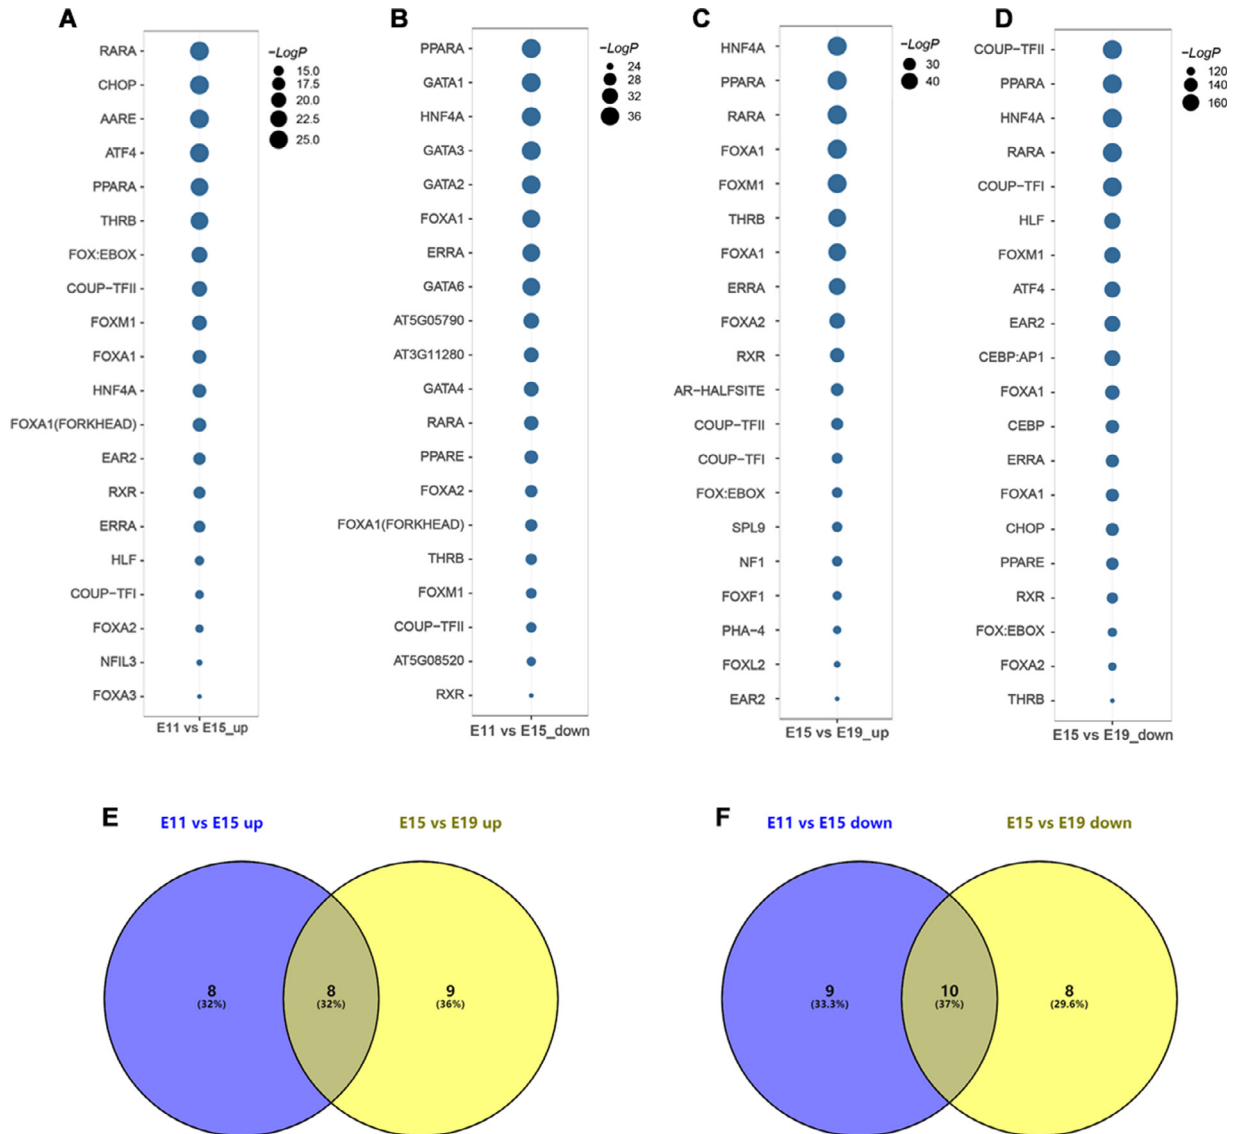 A
RARA
CHOP
AARE
ATF4
PPARA
THRB
FOX:EBOX
COUP-TFII
FOXM1
FOXA1
HNF4A
FOXA1(FORKHEAD)
EAR2
RXR
ERRA
HLF
COUP-TFI
FOXA2
NFIL3
FOXA3
E11 vs E15_up
-LogP
15.0
17.5
20.0
22.5
25.0
B
PPARA
GATA1
HNF4A
GATA3
GATA2
FOXA1
ERRA
GATA6
AT5G05790
AT3G11280
GATA4
RARA
PPARE
FOXA2
FOXA1(FORKHEAD)
THRB
FOXM1
COUP-TFII
AT5G08520
RXR
E11 vs E15_down
-LogP
24
28
32
36
C
HNF4A
PPARA
RARA
FOXA1
FOXM1
THRB
FOXA1
ERRA
FOXA2
RXR
AR-HALFSITE
COUP-TFII
COUP-TFI
FOX:EBOX
SPL9
NF1
FOXF1
PHA-4
FOXL2
EAR2
E15 vs E19_up
-LogP
30
40
D
COUP-TFII
PPARA
HNF4A
RARA
COUP-TFI
HLF
FOXM1
ATF4
EAR2
CEBP:AP1
FOXA1
CEBP
ERRA
FOXA1
CHOP
PPARE
RXR
FOX:EBOX
FOXA2
THRB
E15 vs E19_down
-LogP
120
140
160
E
E11 vs E15 up
E15 vs E19 up
8
(32%)
8
(32%)
9
(36%)
F
E11 vs E15 down
E15 vs E19 down
9
(33.3%)
10
(37%)
8
(29.6%)